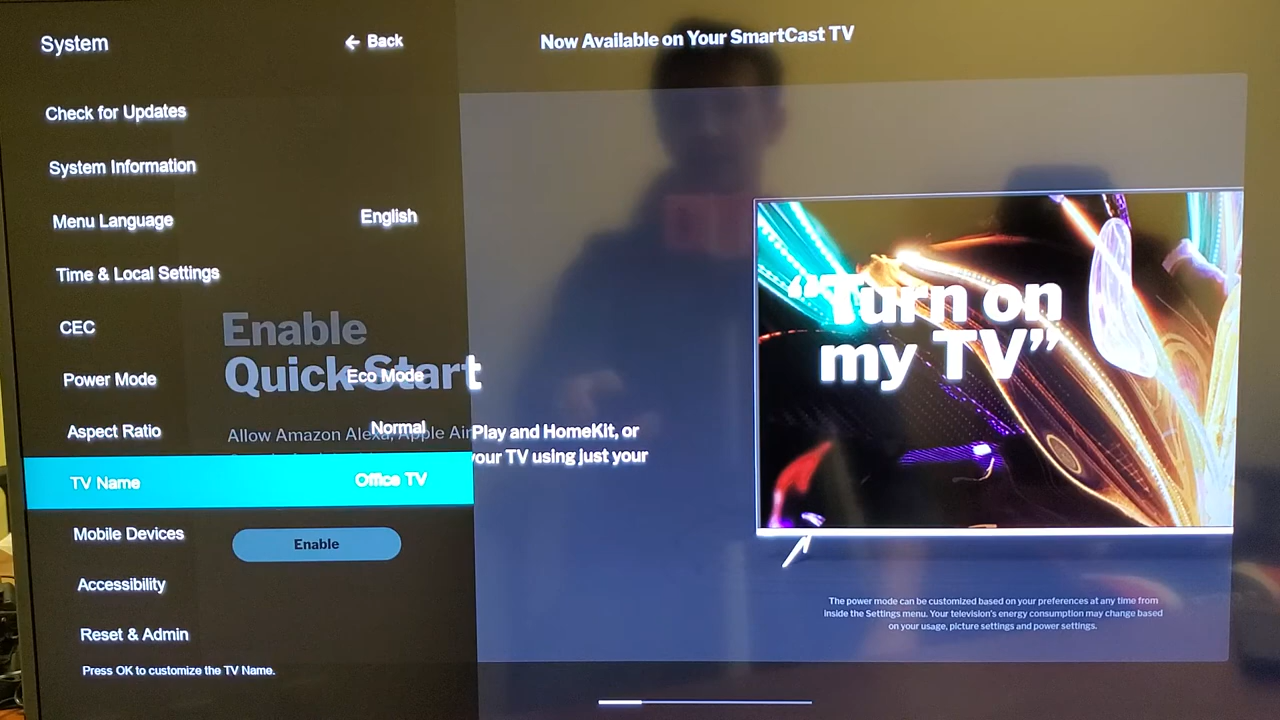 System
← Back
Check for Updates
System Information
Menu Language English
Time & Local Settings
CEC
Power Mode Eco Mode
Aspect Ratio Normal
TV Name Office TV
Mobile Devices
Accessibility
Reset & Admin
Press OK to customize the TV Name.
Now Available on Your SmartCast TV
Enable
Quick Start
Allow Amazon Alexa, Apple AirPlay and HomeKit, or
your TV using just your
Enable
“Turn on
my TV”
The power mode can be customized based on your preferences at any time from
inside the Settings menu. Your television's energy consumption may change based
on your usage, picture settings and power settings.